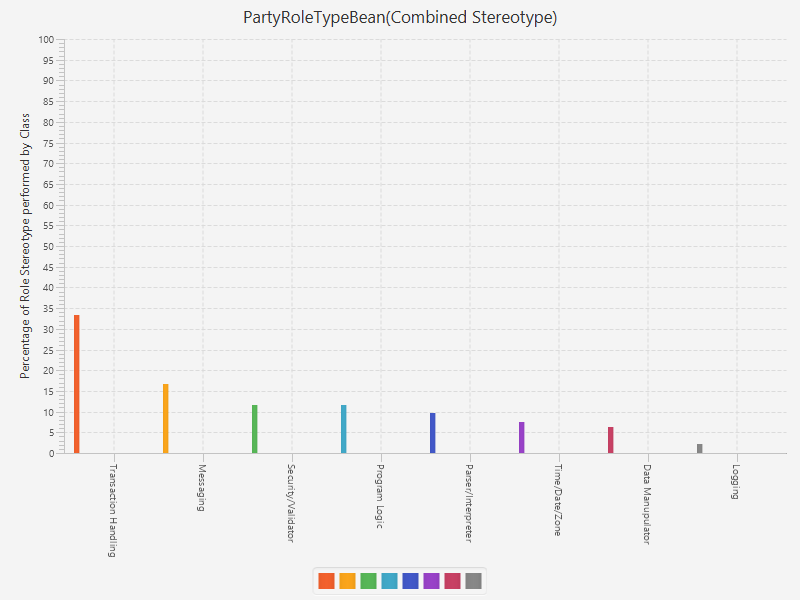 PartyRoleTypeBean(Combined Stereotype)
Percentage of Role Stereotype performed by Class
100
95
90
85
80
75
70
65
60
55
50
45
40
35
30
25
20
15
10
5
0
Transaction Handling
Messaging
Security/Validator
Program Logic
Parser/Interpreter
Time/Date/Zone
Data Manupulator
Logging